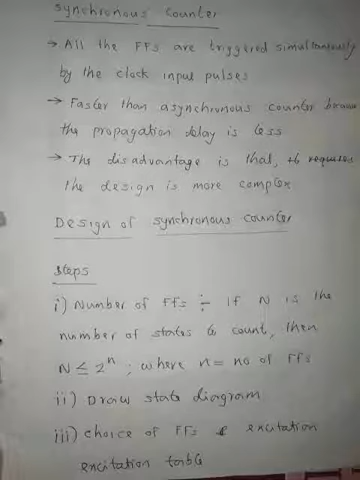 Synchronous Counter
→ All the FFs are triggered simultaneously
by the clock input pulses
→ Faster than asynchronous counter because
the propagation delay is less
→ The disadvantage is that, it requires
the design is more complex
Design of synchronous counter
Steps
i) Number of FFs ÷ If N is the
number of states to count, then
N ≤ 2^n ; where n = no of FFs
ii) Draw state diagram
iii) choice of FFs & excitation
excitation table